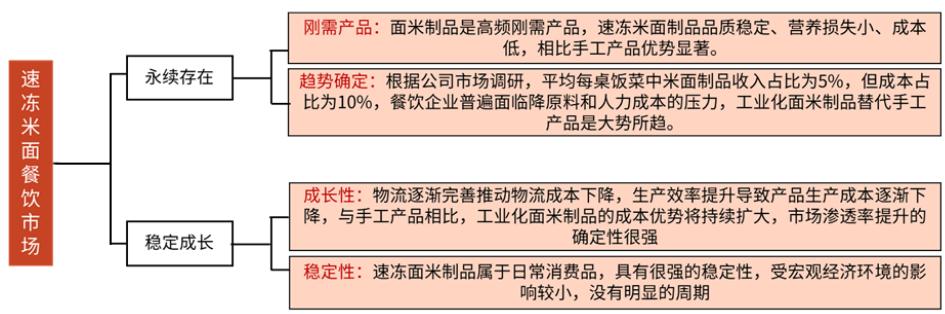 速冻米面餐饮市场
永续存在
刚需产品：面米制品是高频刚需产品，速冻米面制品品质稳定、营养损失小、成本
低，相比手工产品优势显著。
趋势确定：根据公司市场调研，平均每桌饭菜中米面制品收入占比为5%，但成本占
比为10%，餐饮企业普遍面临降原料和人力成本的压力，工业化面米制品替代手工
产品是大势所趋。
稳定成长
成长性：物流逐渐完善推动物流成本下降，生产效率提升导致产品生产成本逐渐下
降，与手工产品相比，工业化面米制品的成本优势将持续扩大，市场渗透率提升的
确定性很强
稳定性：速冻面米制品属于日常消费品，具有很强的稳定性，受宏观经济环境的影
响较小，没有明显的周期